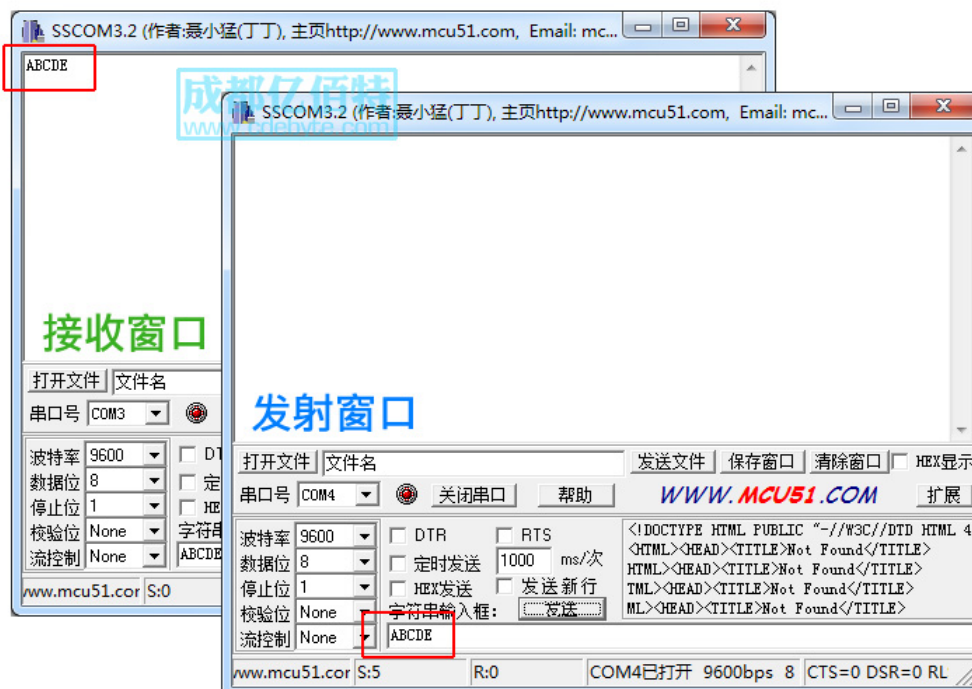 SSCOM3.2 (作者:聂小猛(丁丁), 主页http://www.mcu51.com,  Email: mc...
ABCDE
成都亿佰特
www.cdebyte.com
接收窗口
打开文件 文件名
串口号 COM3
波特率 9600 DT
数据位 8 定
停止位 1 HE
校验位 None 字符串
流控制 None ABCDE
ww.mcu51.cor S:0
SSCOM3.2 (作者:聂小猛(丁丁), 主页http://www.mcu51.com,  Email: mc...
发射窗口
打开文件 文件名 发送文件 保存窗口 清除窗口 HEX显示
串口号 COM4 关闭串口 帮助 WWW.MCU51.COM 扩展
波特率 9600 DTR RTS
数据位 8 定时发送 1000 ms/次
停止位 1 HEX发送 发送新行
校验位 None 字符串输入框: 发送
流控制 None ABCDE
<!DOCTYPE HTML PUBLIC "-//W3C//DTD HTML 4
<HTML><HEAD><TITLE>Not Found</TITLE>
HTML><HEAD><TITLE>Not Found</TITLE>
TML><HEAD><TITLE>Not Found</TITLE>
ML><HEAD><TITLE>Not Found</TITLE>
ww.mcu51.cor S:5 R:0 COM4已打开 9600bps 8 CTS=0 DSR=0 RL